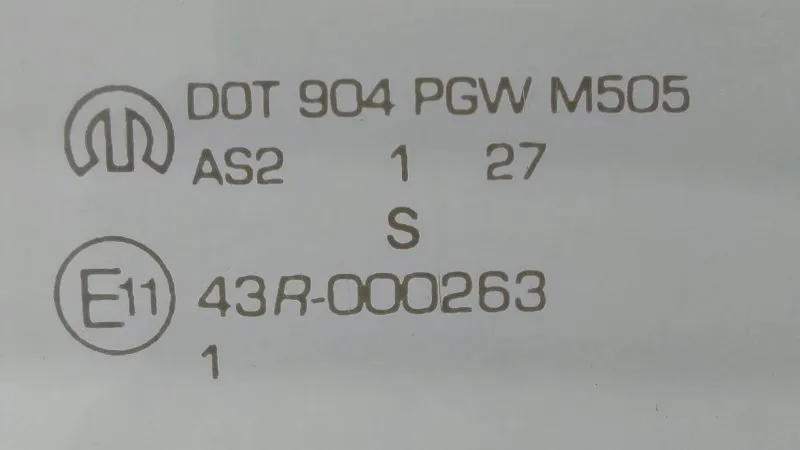 DOT 904 PGW M505
AS2 1 27
S
E11 43R-000263
1